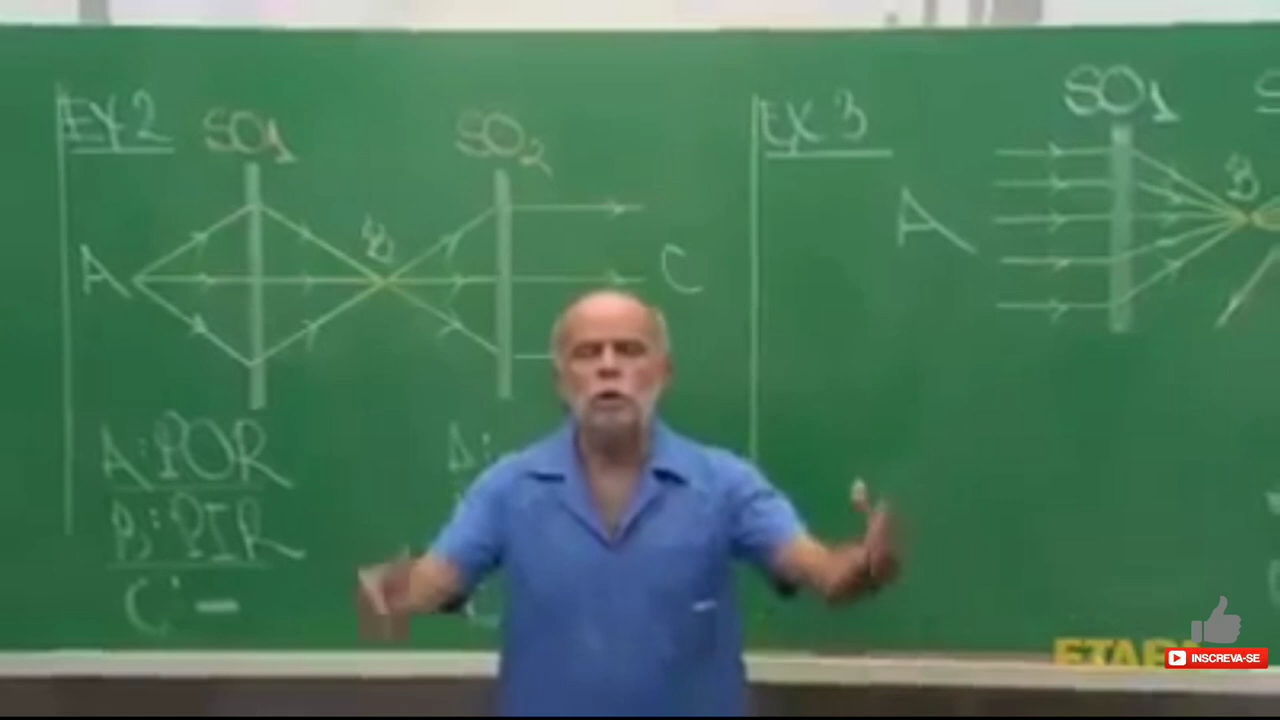 EX 2
SO1
SO2
A
B
C
A: POR
B: PIR
C: —
A:
EX 3
SO1
A
B
INSCREVA-SE